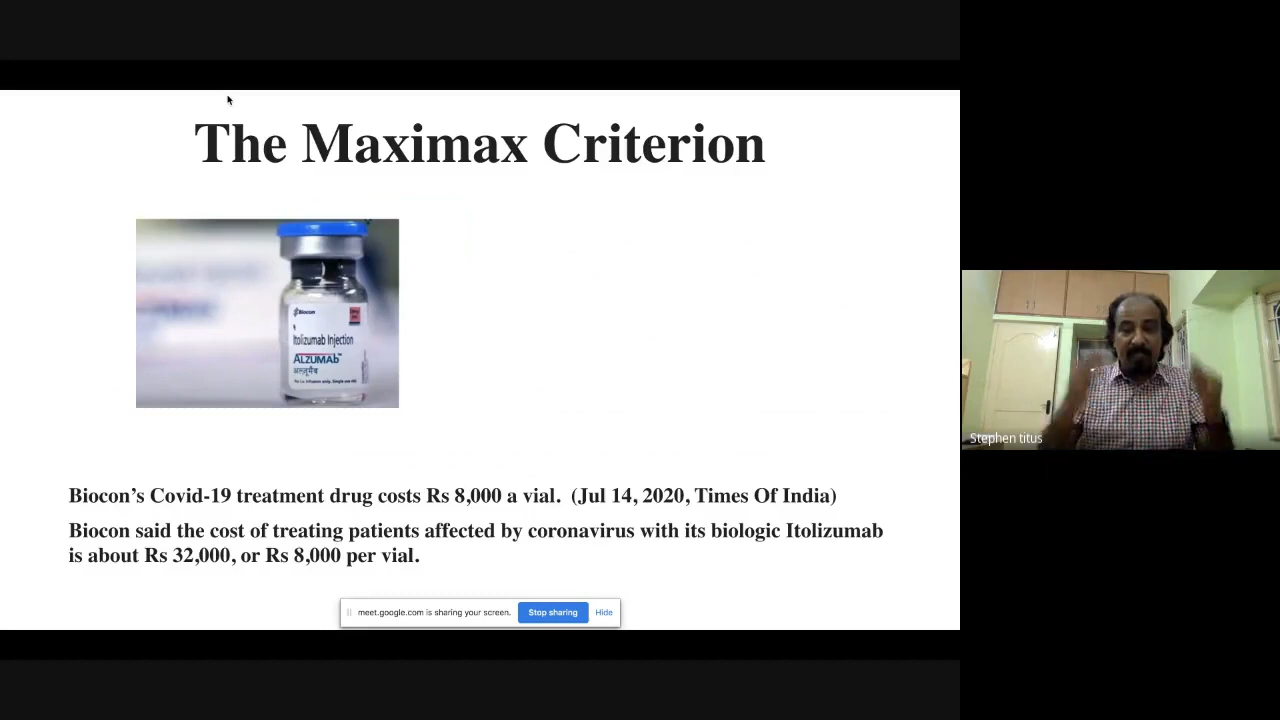 The Maximax Criterion
Biocon
Itolizumab Injection
ALZUMAb™
अल्ज़ुमैब
Biocon's Covid-19 treatment drug costs Rs 8,000 a vial. (Jul 14, 2020, Times Of India)
Biocon said the cost of treating patients affected by coronavirus with its biologic Itolizumab
is about Rs 32,000, or Rs 8,000 per vial.
meet.google.com is sharing your screen. Stop sharing Hide
Stephen titus